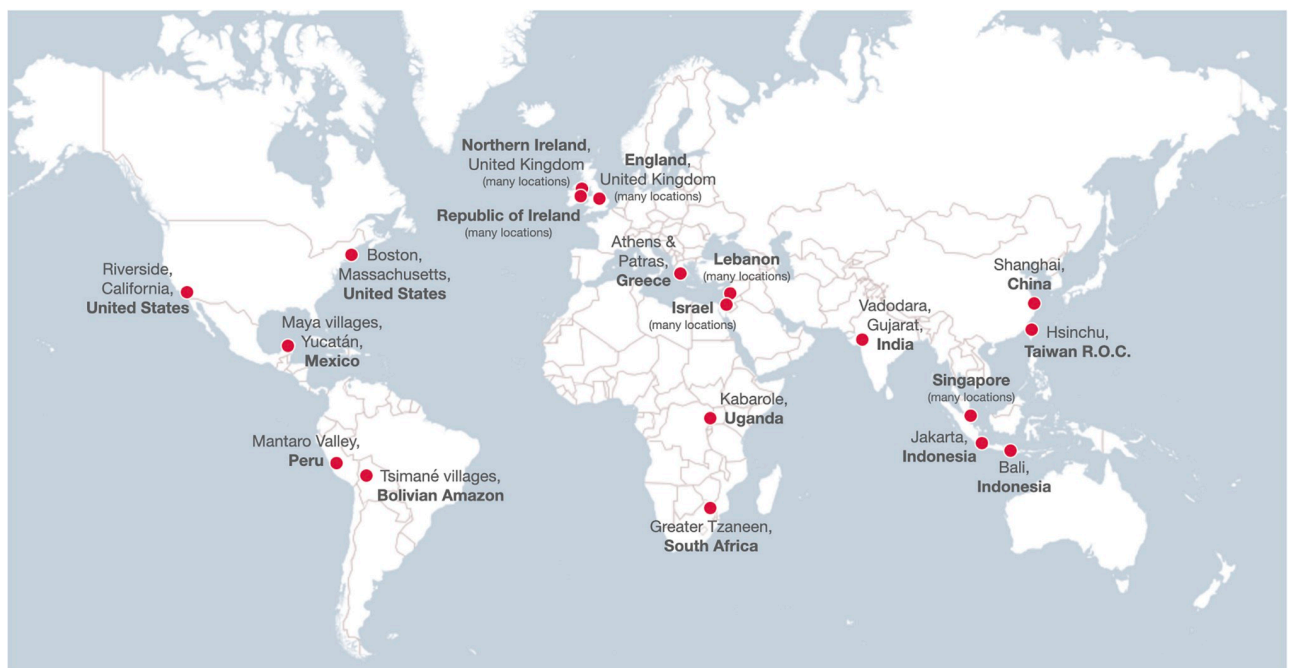 Northern Ireland,
United Kingdom
(many locations)
England,
United Kingdom
(many locations)
Republic of Ireland
(many locations)
Boston,
Massachusetts,
United States
Riverside,
California,
United States
Maya villages,
Yucatán,
Mexico
Athens &
Patras,
Greece
Lebanon
(many locations)
Israel
(many locations)
Vadodara,
Gujarat,
India
Shanghai,
China
Hsinchu,
Taiwan R.O.C.
Singapore
(many locations)
Kabarole,
Uganda
Jakarta,
Indonesia
Bali,
Indonesia
Mantaro Valley,
Peru
Tsimané villages,
Bolivian Amazon
Greater Tzaneen,
South Africa